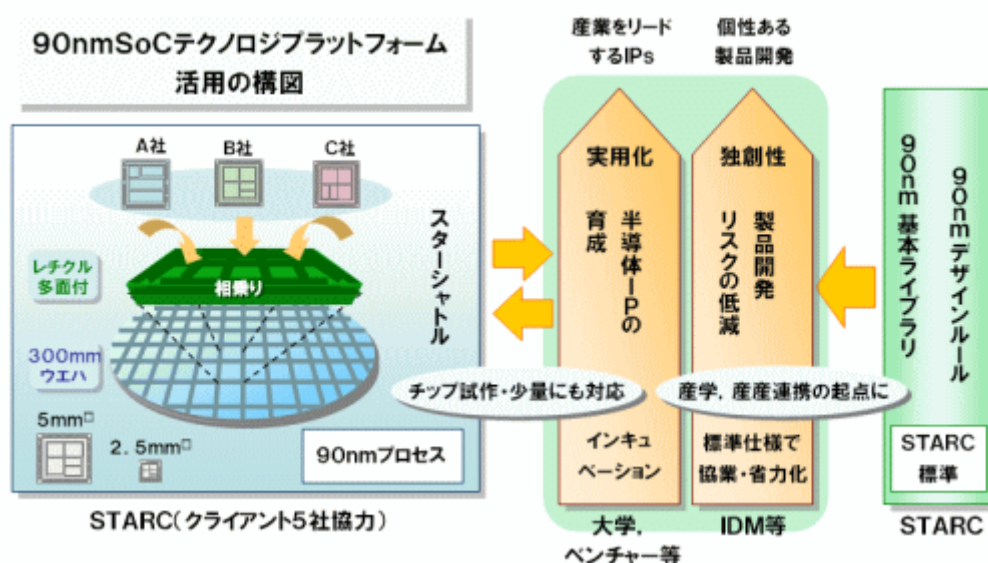 90nmSoCテクノロジプラットフォーム
活用の構図
A社
B社
C社
レチクル
多面付
相乗り
300mm
ウエハ
5mm□
2.5mm□
90nmプロセス
スターシャトル
STARC(クライアント5社協力)
産業をリード
するIPs
個性ある
製品開発
実用化
独創性
半導体IPの
育成
製品開発
リスクの低減
チップ試作・少量にも対応
産学,産産連携の起点に
インキュ
ベーション
標準仕様で
協業・省力化
大学,
ベンチャー等
IDM等
90nmデザインルール
90nm 基本ライブラリ
STARC
標準
STARC